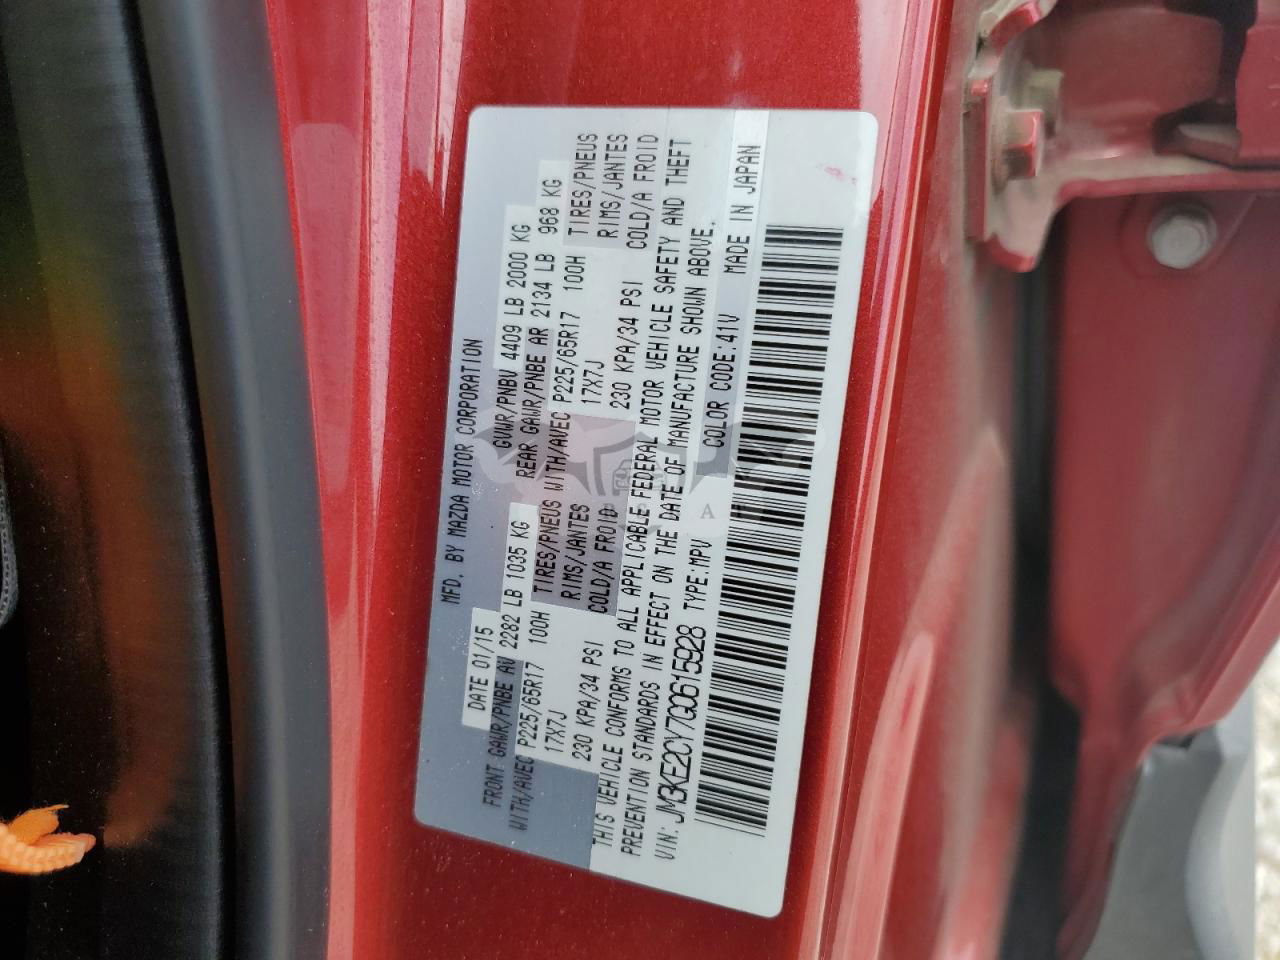 MFD. BY MAZDA MOTOR CORPORATION
DATE 01/15 GVWR/PNBV 4409 LB 2000 KG
FRONT GAWR/PNBE AV 2282 LB 1035 KG REAR GAWR/PNBE AR 2134 LB 968 KG
WITH/AVEC P225/65R17 100H TIRES/PNEUS WITH/AVEC P225/65R17 100H TIRES/PNEUS
17X7J RIMS/JANTES 17X7J RIMS/JANTES
230 KPA/34 PSI COLD/A FROID 230 KPA/34 PSI COLD/A FROID
THIS VEHICLE CONFORMS TO ALL APPLICABLE FEDERAL MOTOR VEHICLE SAFETY AND THEFT
PREVENTION STANDARDS IN EFFECT ON THE DATE OF MANUFACTURE SHOWN ABOVE.
VIN: JM3KE2CY7G0615928 TYPE:MPV COLOR CODE:41V MADE IN JAPAN